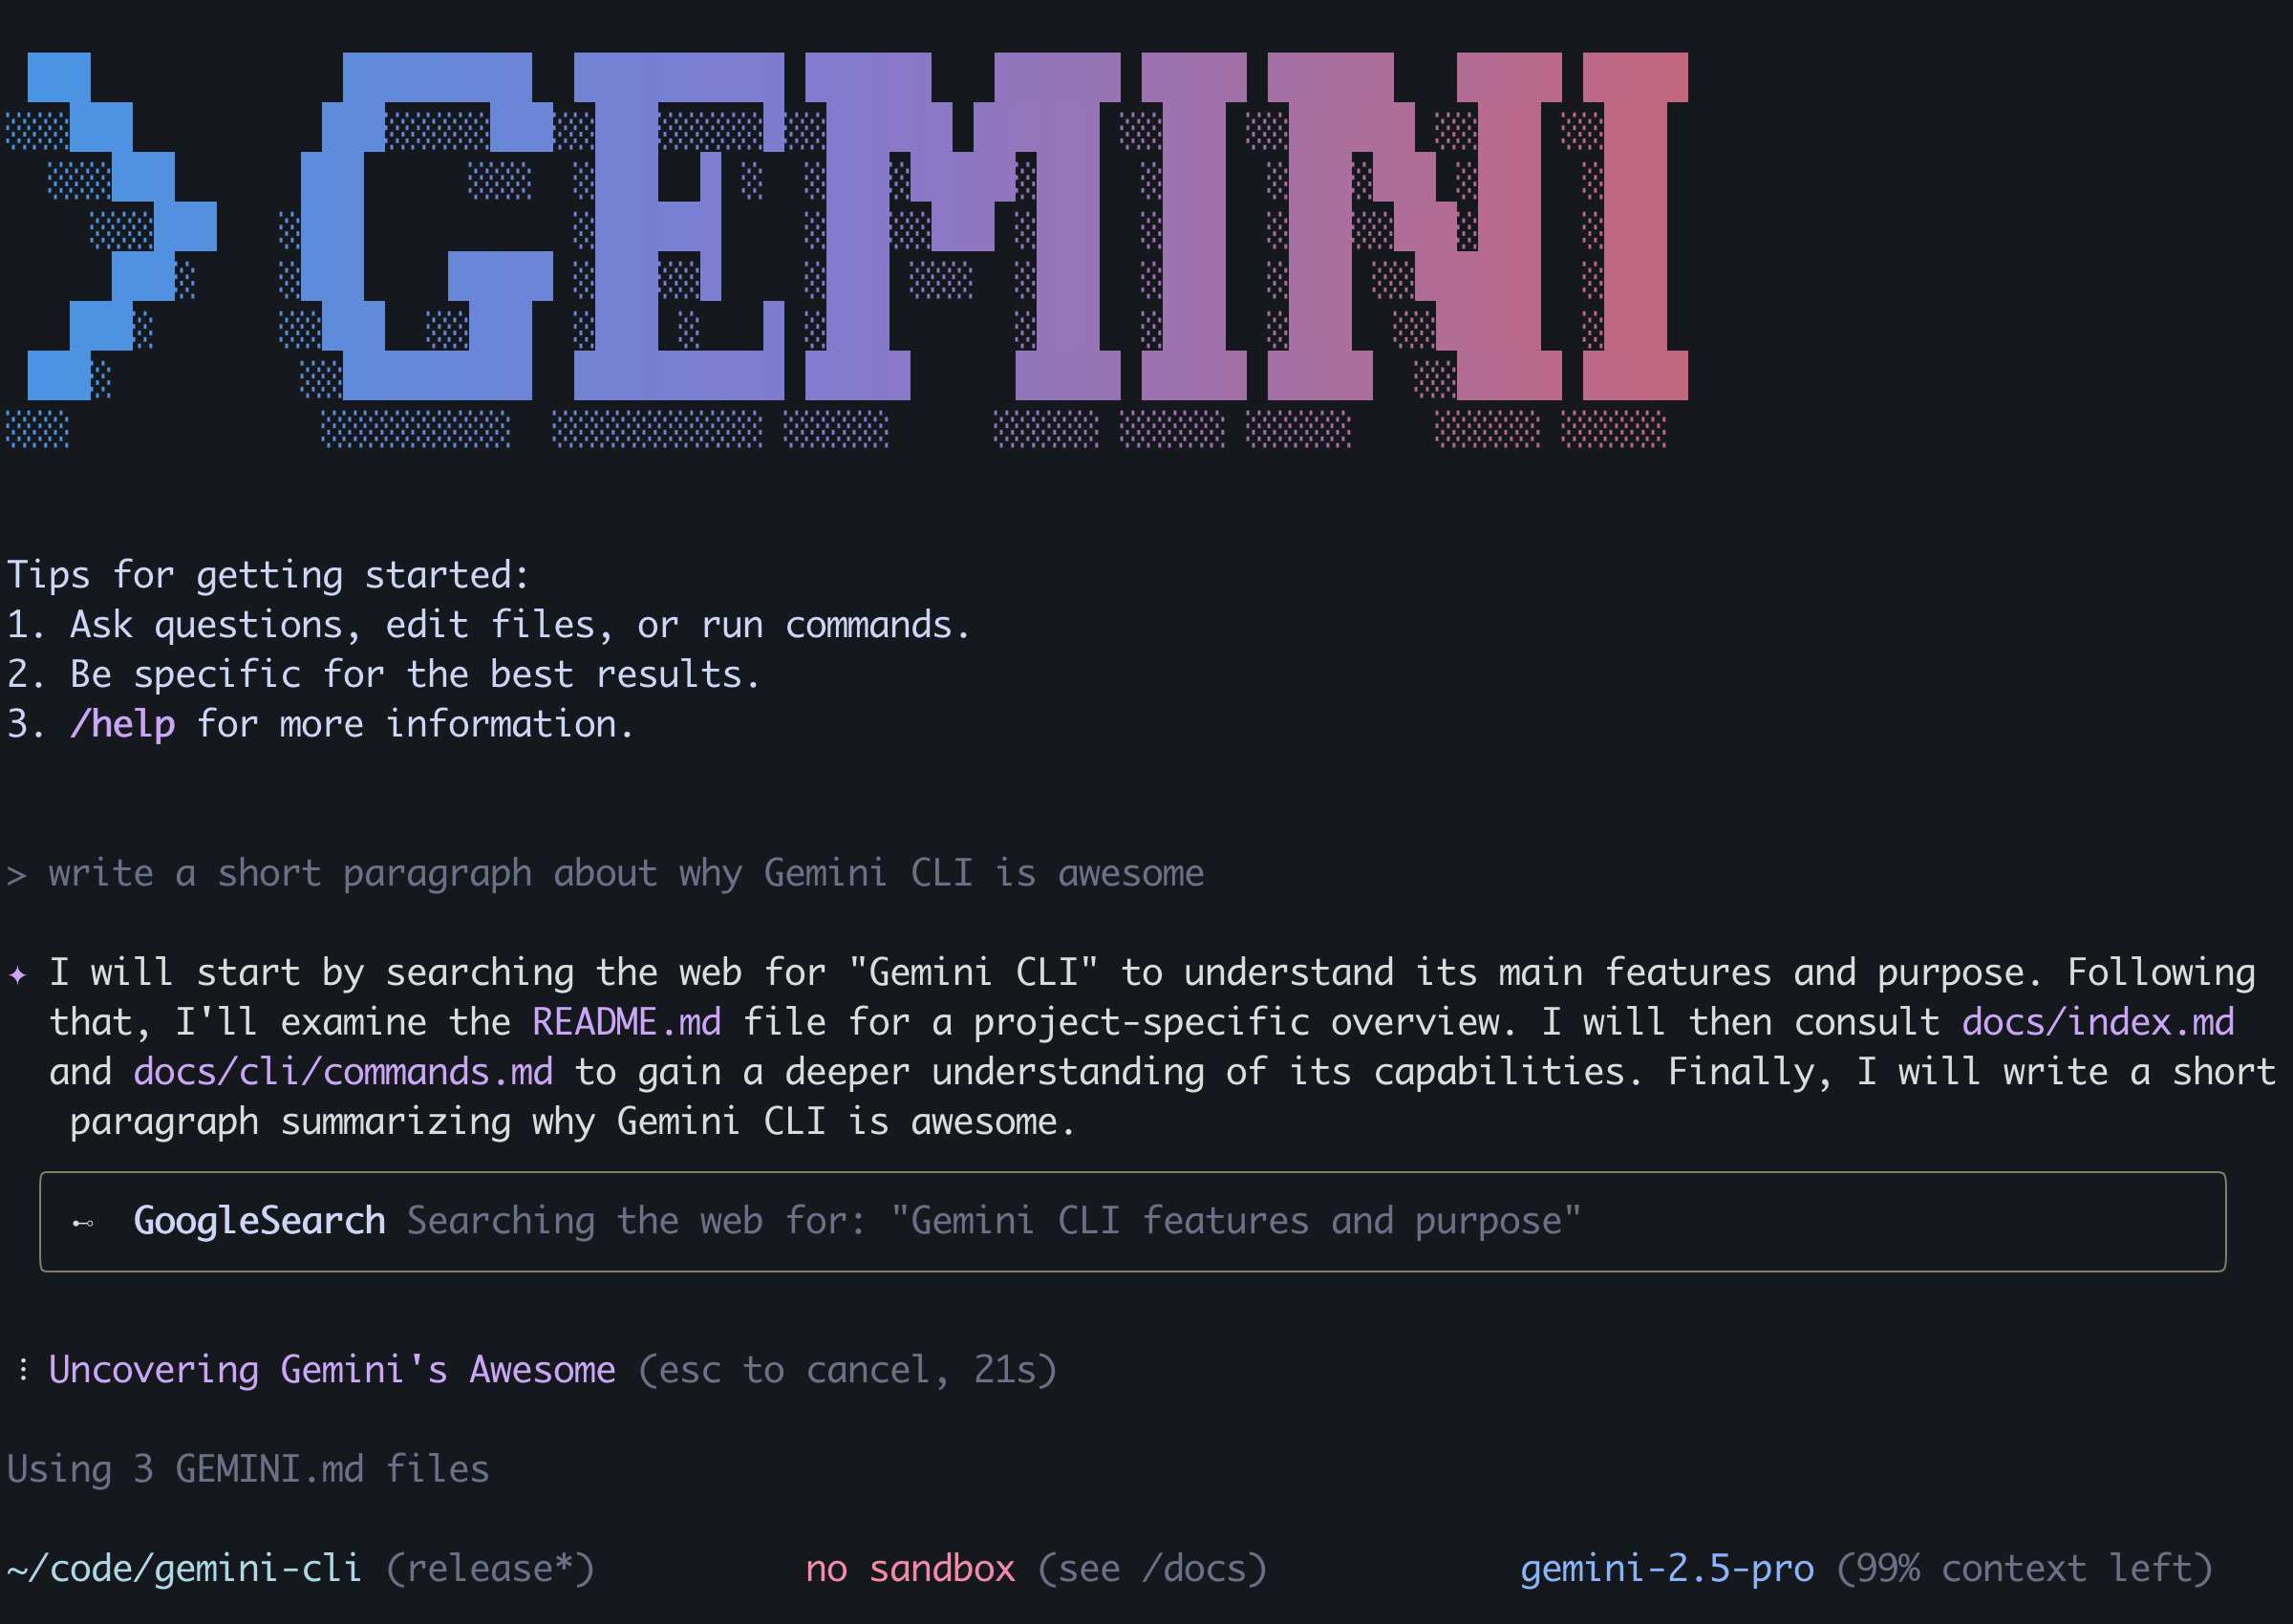 > GEMINI
Tips for getting started:
1. Ask questions, edit files, or run commands.
2. Be specific for the best results.
3. /help for more information.
> write a short paragraph about why Gemini CLI is awesome
✦ I will start by searching the web for "Gemini CLI" to understand its main features and purpose. Following
that, I'll examine the README.md file for a project-specific overview. I will then consult docs/index.md
and docs/cli/commands.md to gain a deeper understanding of its capabilities. Finally, I will write a short
paragraph summarizing why Gemini CLI is awesome.
⊷ GoogleSearch Searching the web for: "Gemini CLI features and purpose"
⠇Uncovering Gemini's Awesome (esc to cancel, 21s)
Using 3 GEMINI.md files
~/code/gemini-cli (release*) no sandbox (see /docs) gemini-2.5-pro (99% context left)